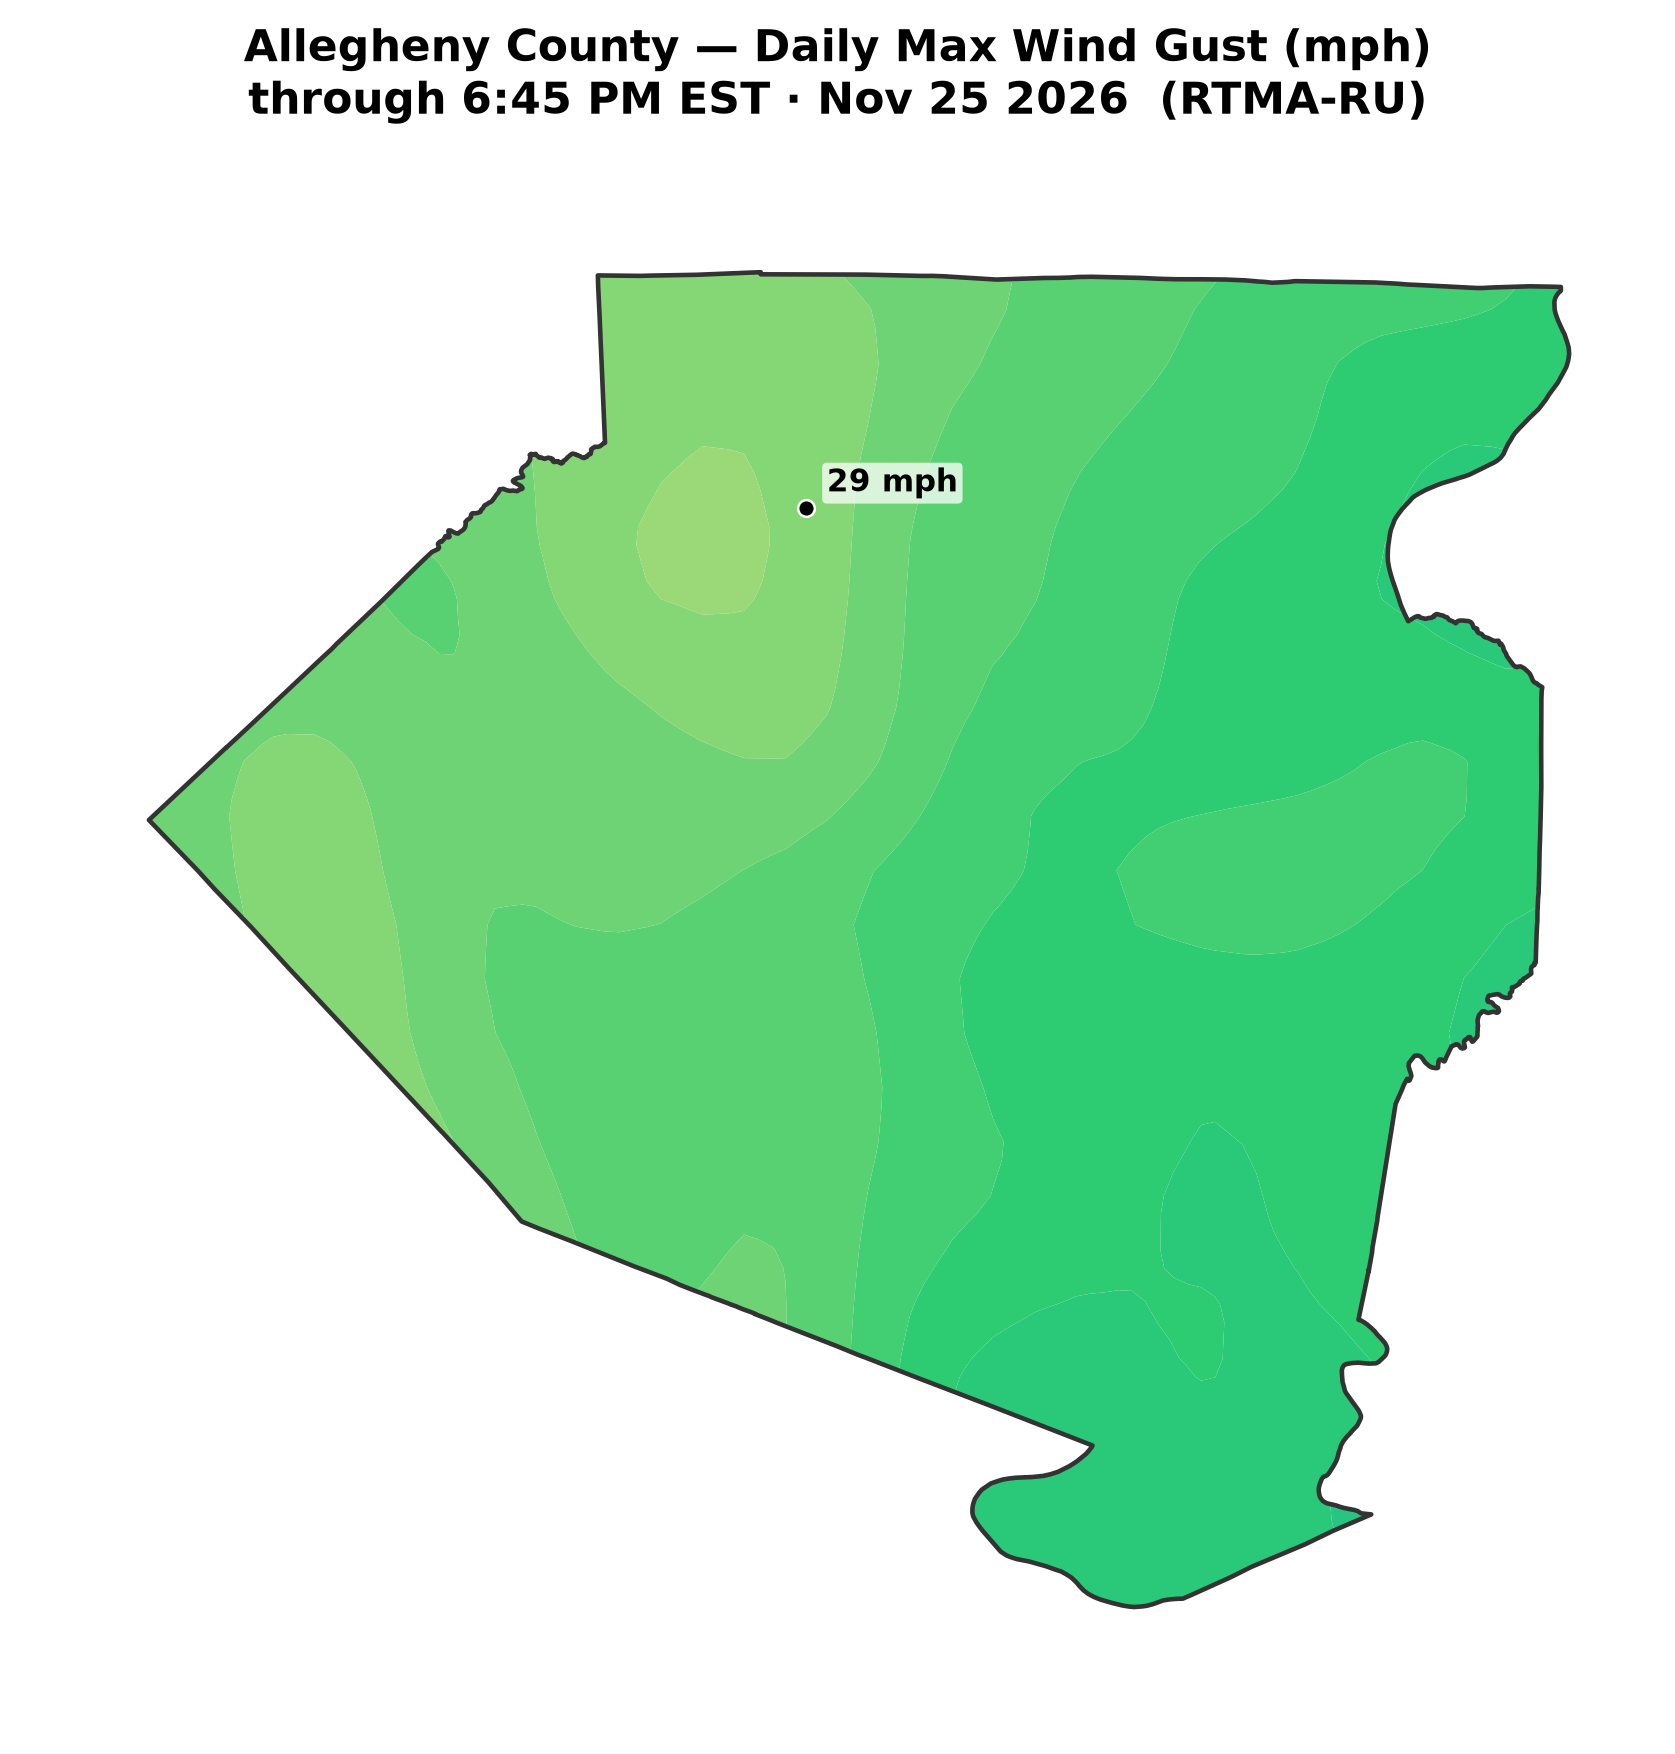 Allegheny County — Daily Max Wind Gust (mph)
through 6:45 PM EST · Nov 25 2026 (RTMA-RU)
29 mph